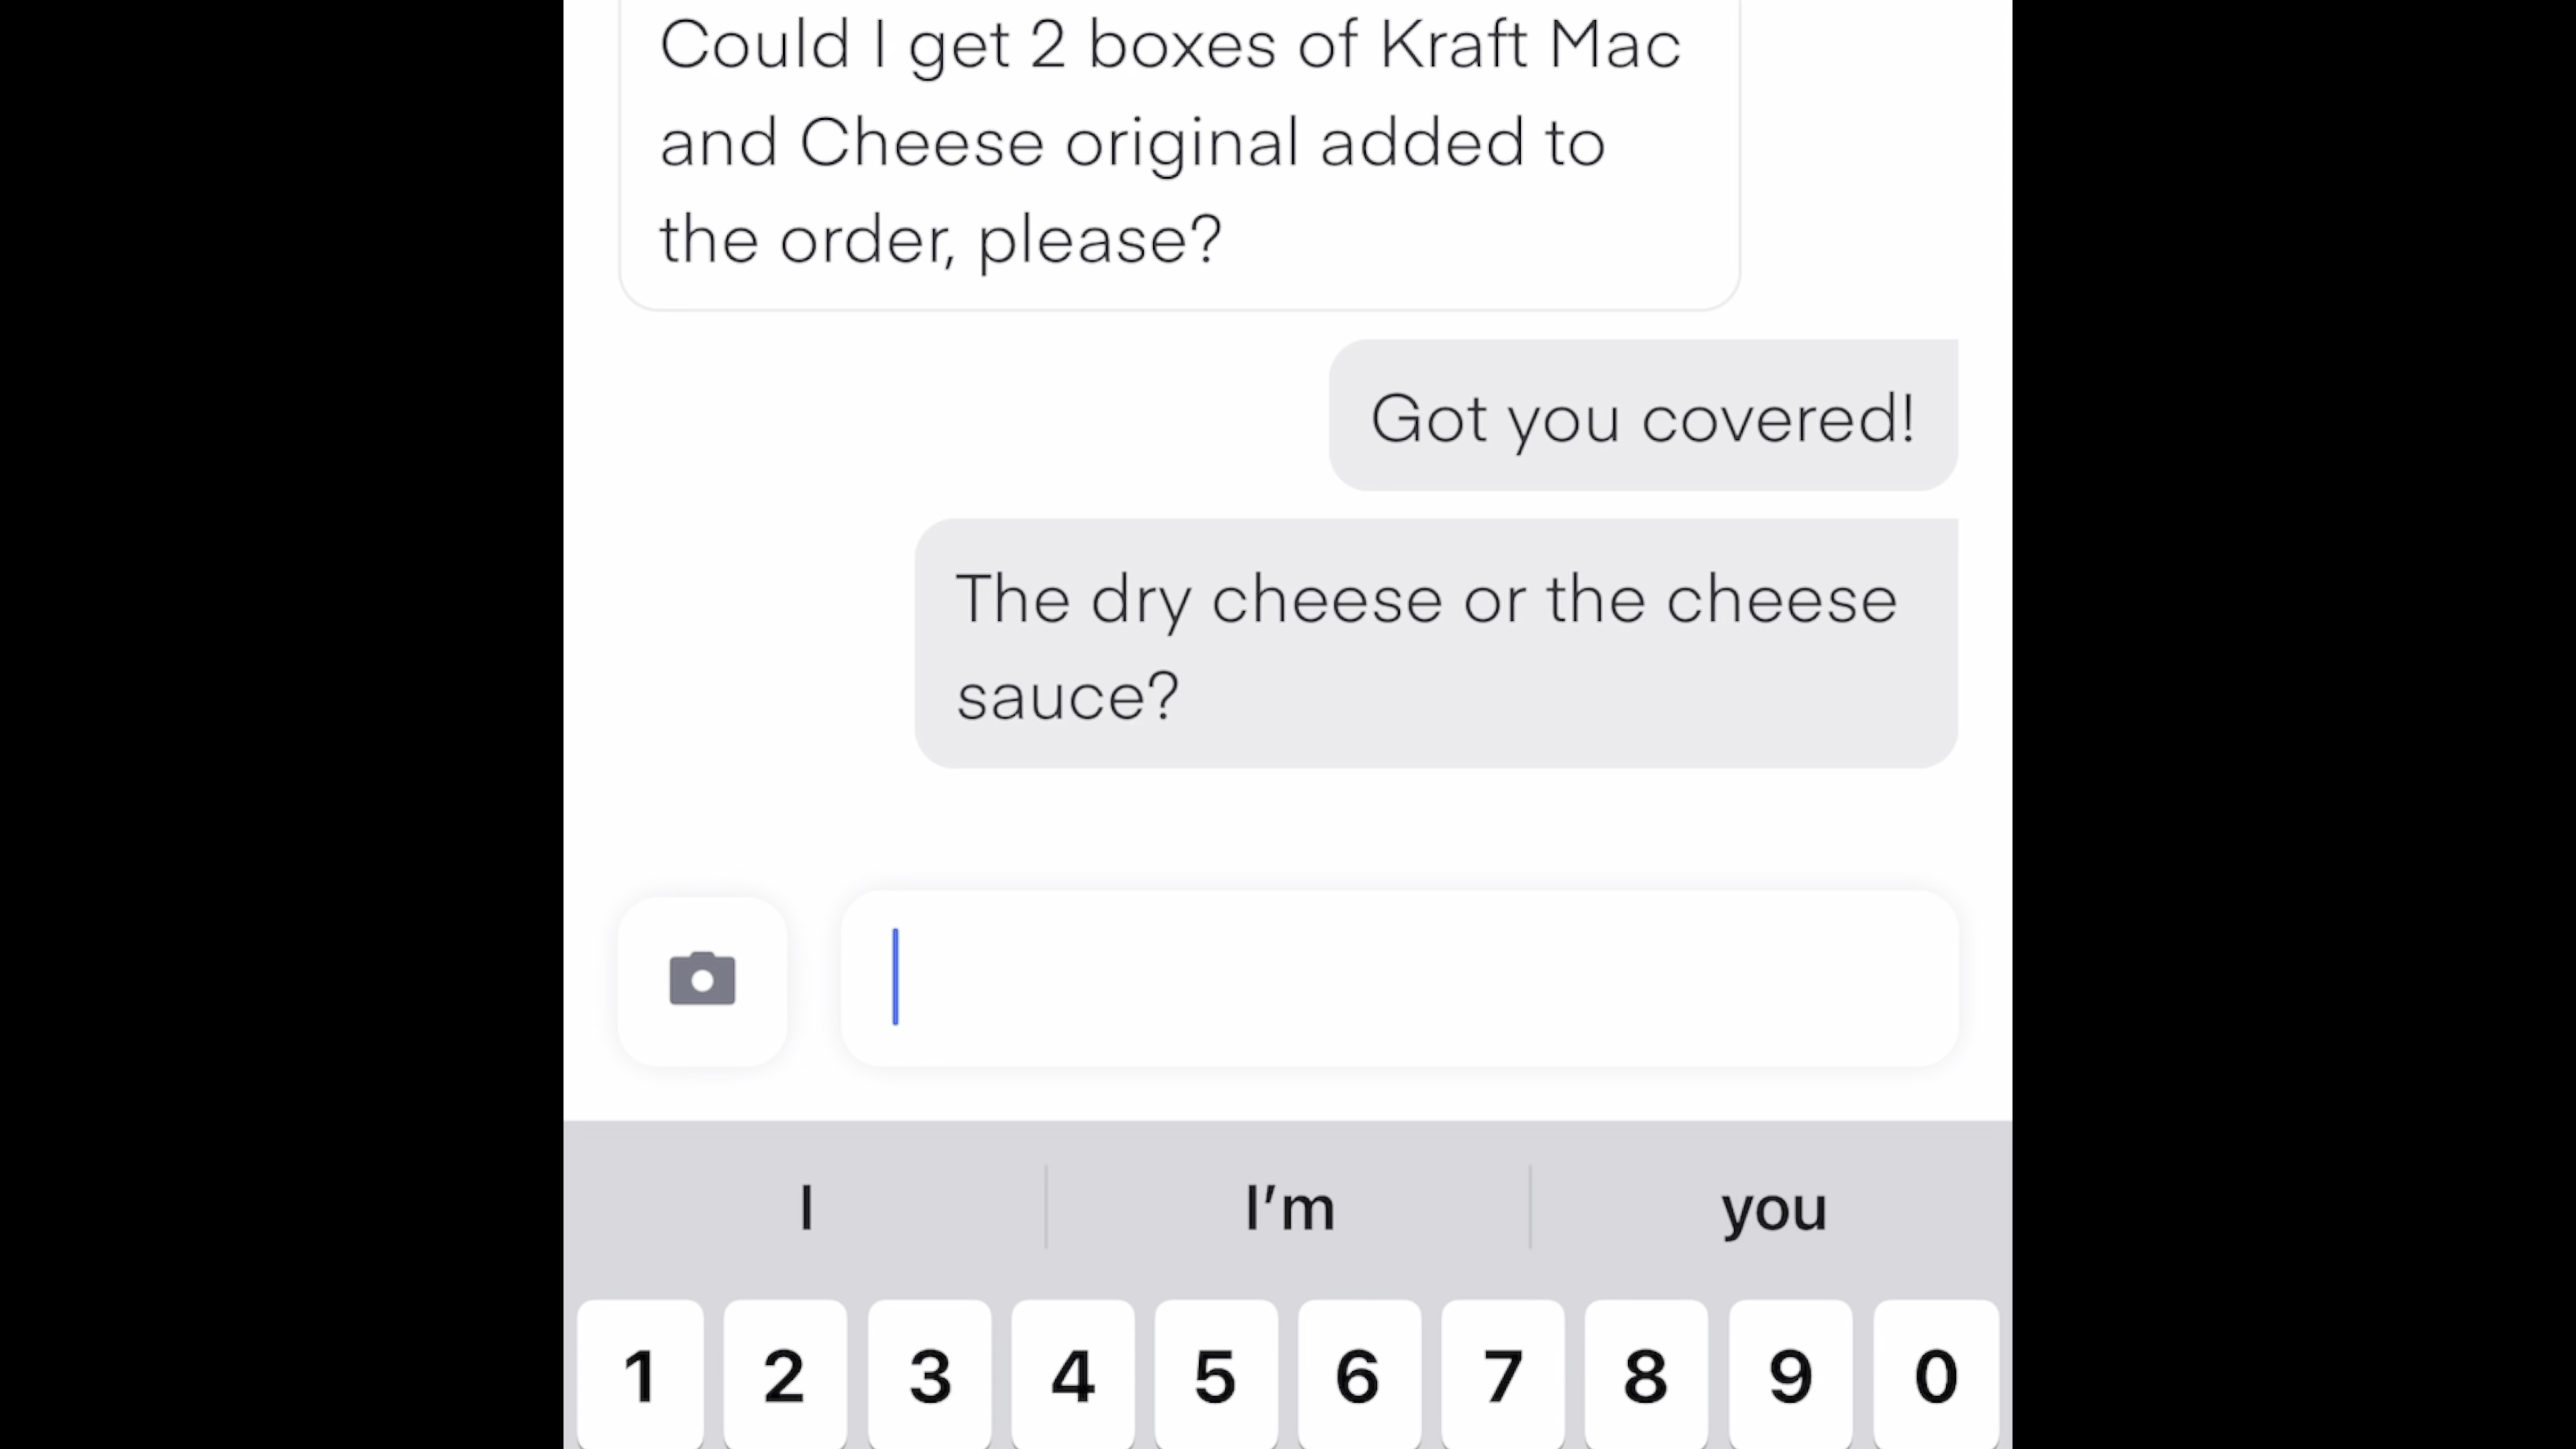 Could I get 2 boxes of Kraft Mac
and Cheese original added to
the order, please?
Got you covered!
The dry cheese or the cheese
sauce?
I I’m you
1 2 3 4 5 6 7 8 9 0